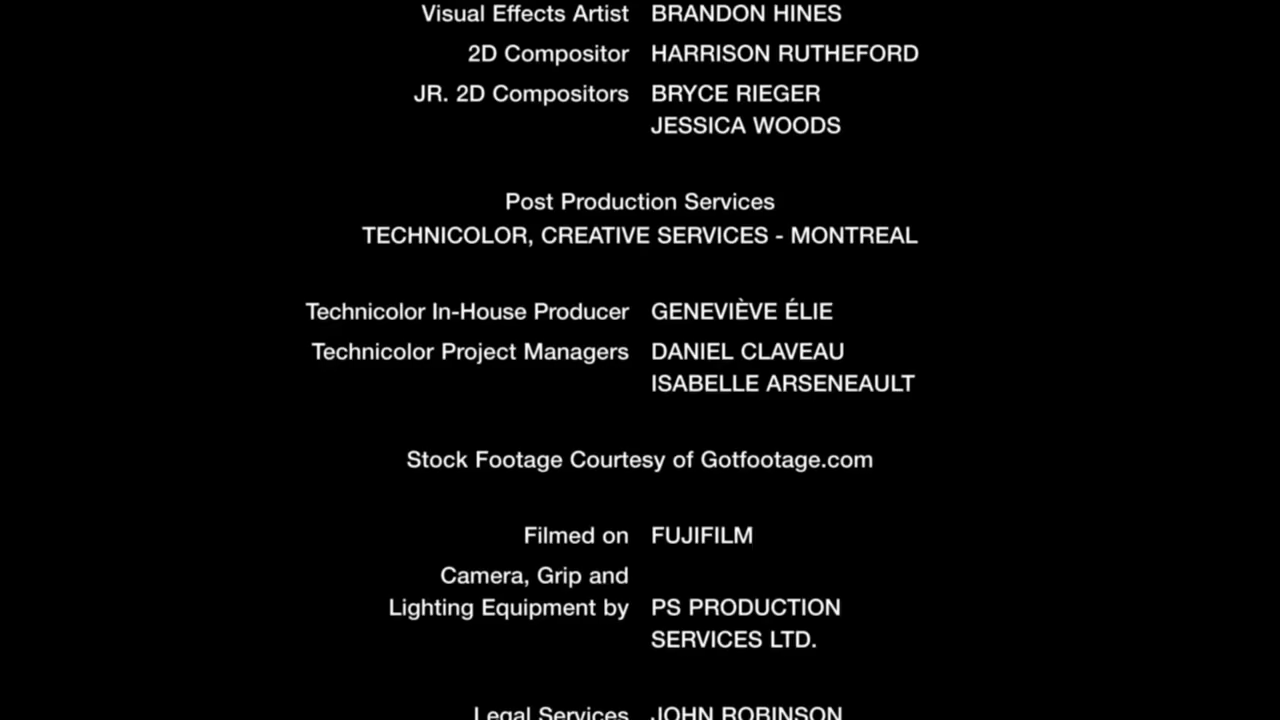 Visual Effects Artist BRANDON HINES
2D Compositor HARRISON RUTHEFORD
JR. 2D Compositors BRYCE RIEGER
JESSICA WOODS
Post Production Services
TECHNICOLOR, CREATIVE SERVICES - MONTREAL
Technicolor In-House Producer GENEVIÈVE ÉLIE
Technicolor Project Managers DANIEL CLAVEAU
ISABELLE ARSENEAULT
Stock Footage Courtesy of Gotfootage.com
Filmed on FUJIFILM
Camera, Grip and
Lighting Equipment by PS PRODUCTION
SERVICES LTD.
Legal Services JOHN ROBINSON